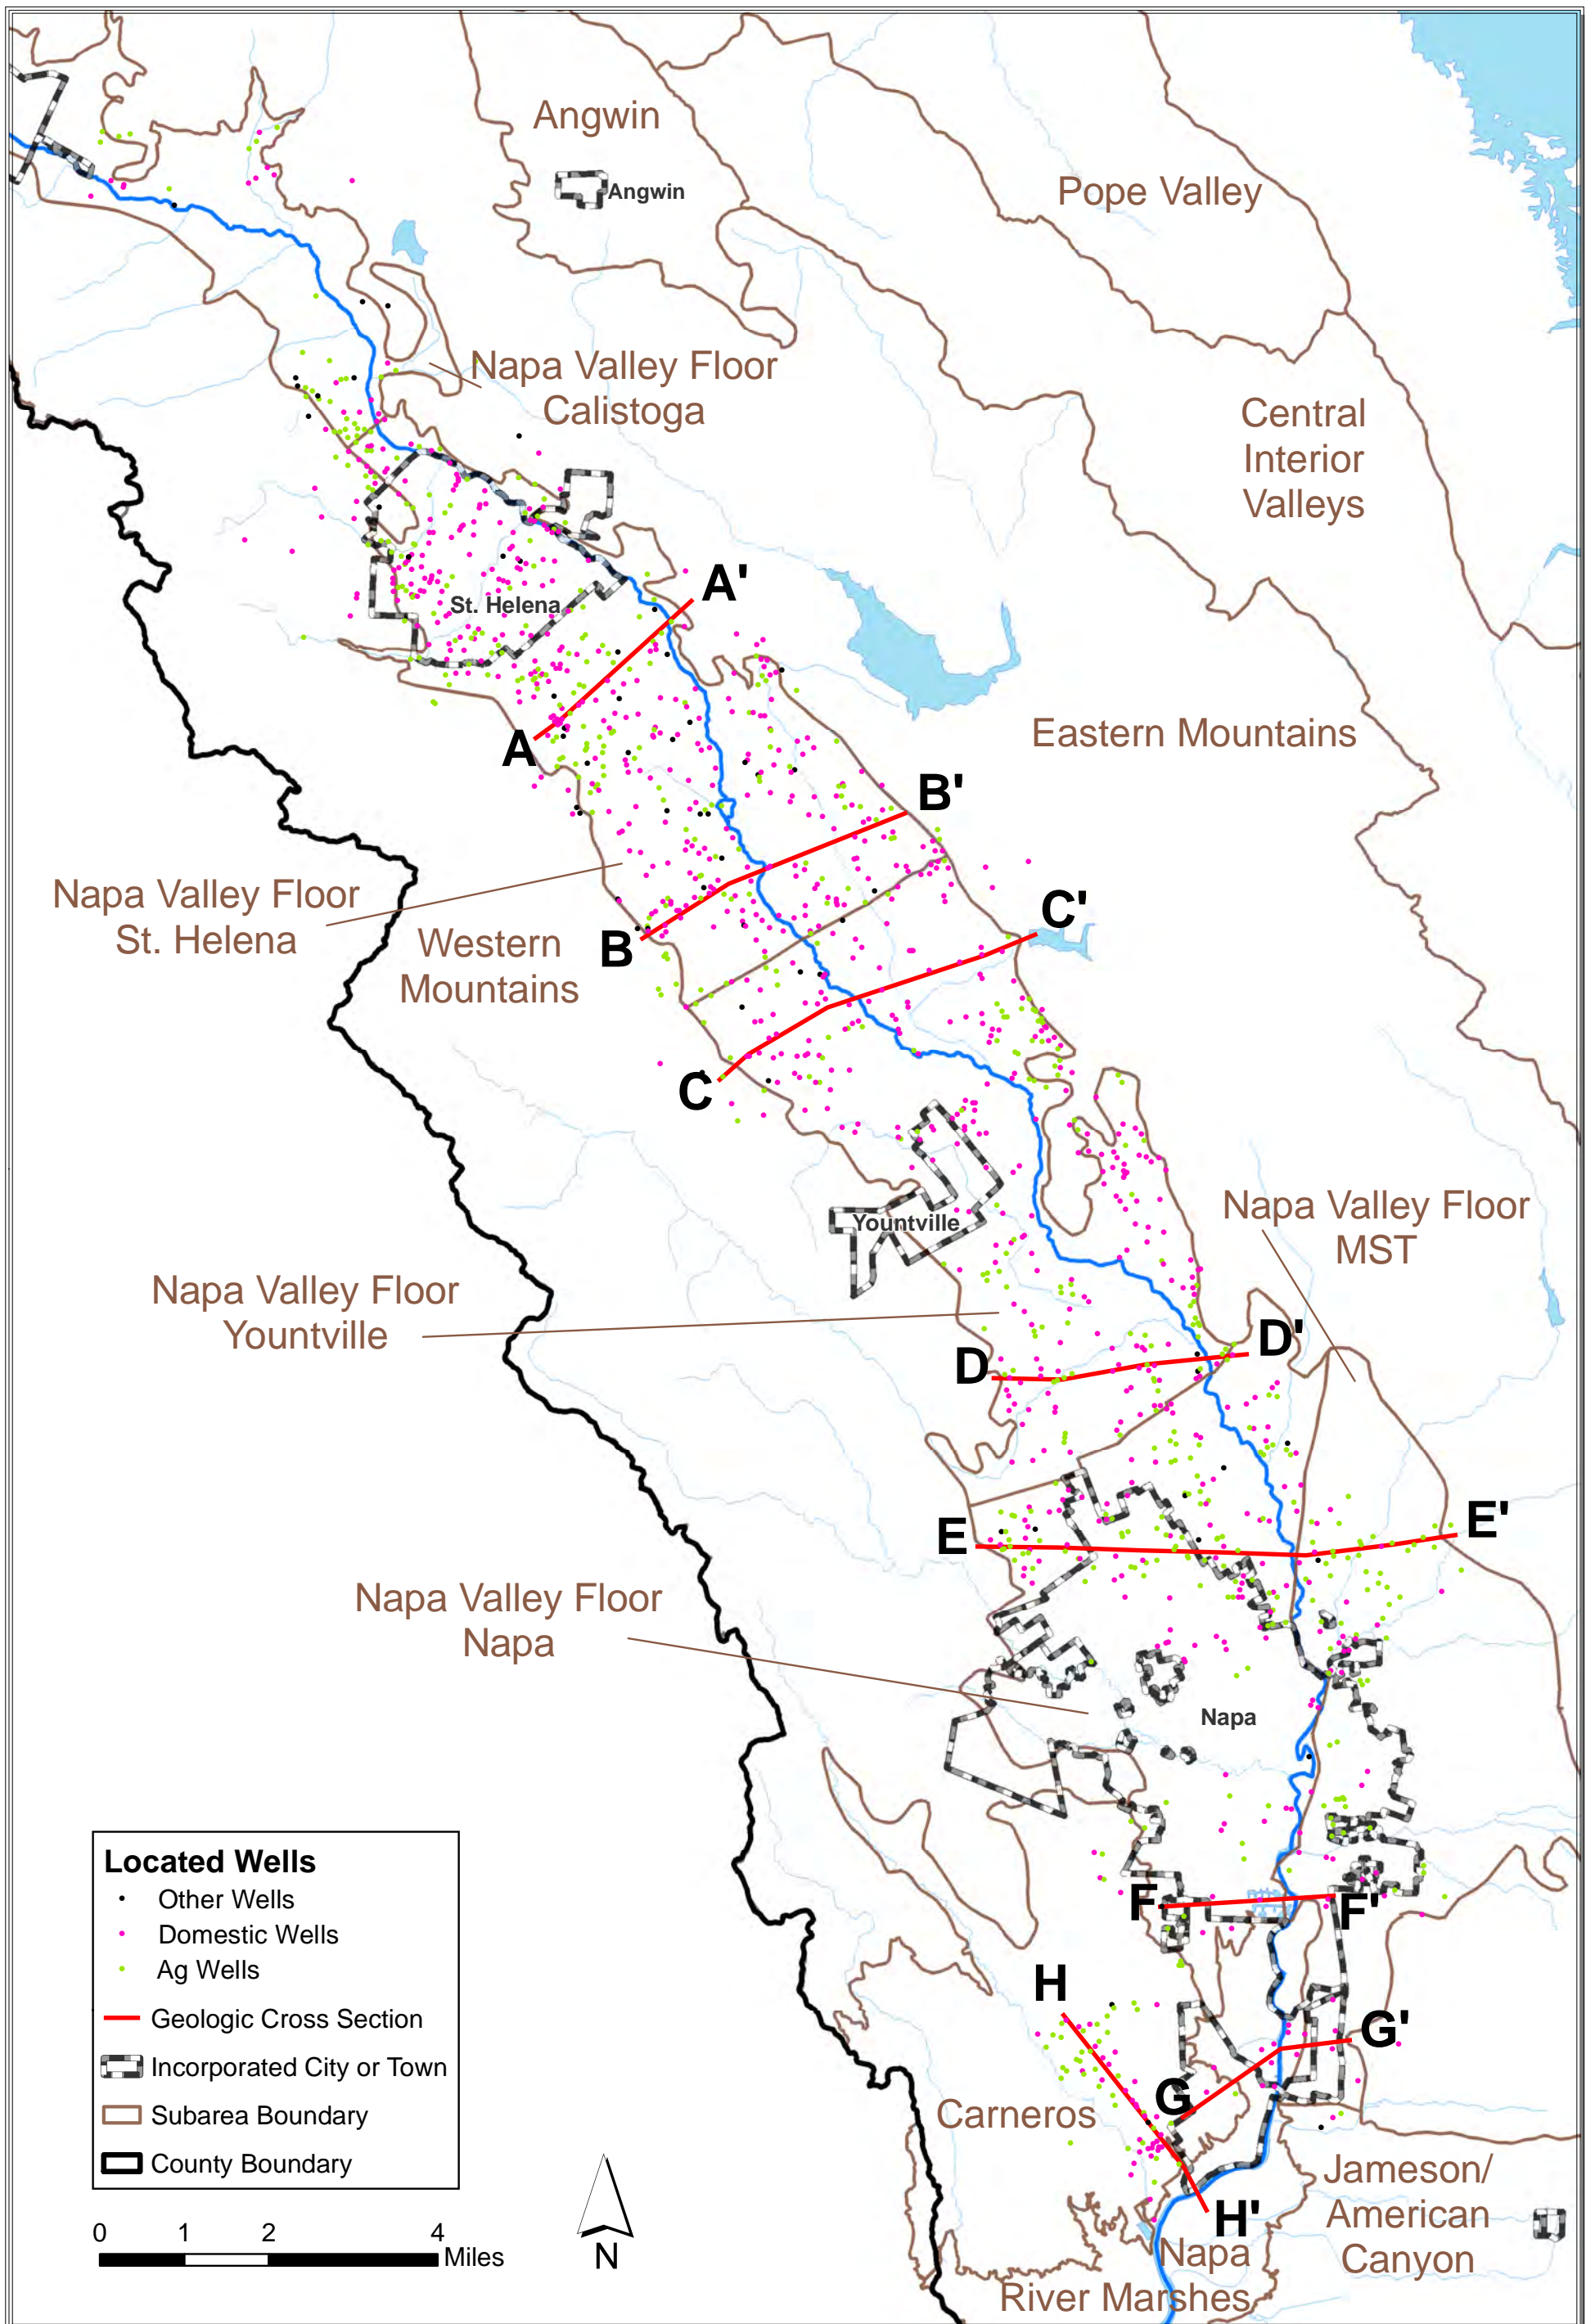 Angwin
Angwin
Pope Valley
Napa Valley Floor
Calistoga
Central
Interior
Valleys
A'
St. Helena
Eastern Mountains
A
B'
Napa Valley Floor
St. Helena
C'
Western
Mountains
B
C
Napa Valley Floor
MST
Yountville
Napa Valley Floor
Yountville
D'
D
E'
E
Napa Valley Floor
Napa
Napa
Located Wells
Other Wells
Domestic Wells
Ag Wells
Geologic Cross Section
Incorporated City or Town
Subarea Boundary
County Boundary
F
F'
H
G'
G
Carneros
Jameson/
American
Canyon
H'
Napa
River Marshes
0 1 2 4
Miles
N